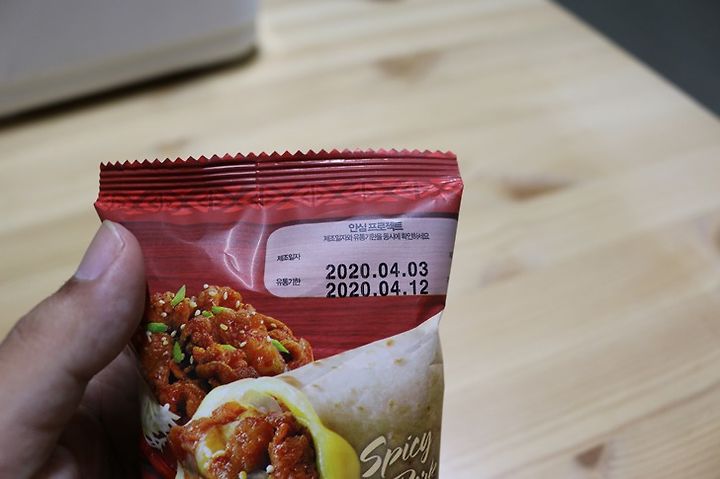 안심 프로젝트
제조일자와 유통기한을 동시에 확인하세요
제조일자
2020.04.03
유통기한
2020.04.12
Spicy
Pork